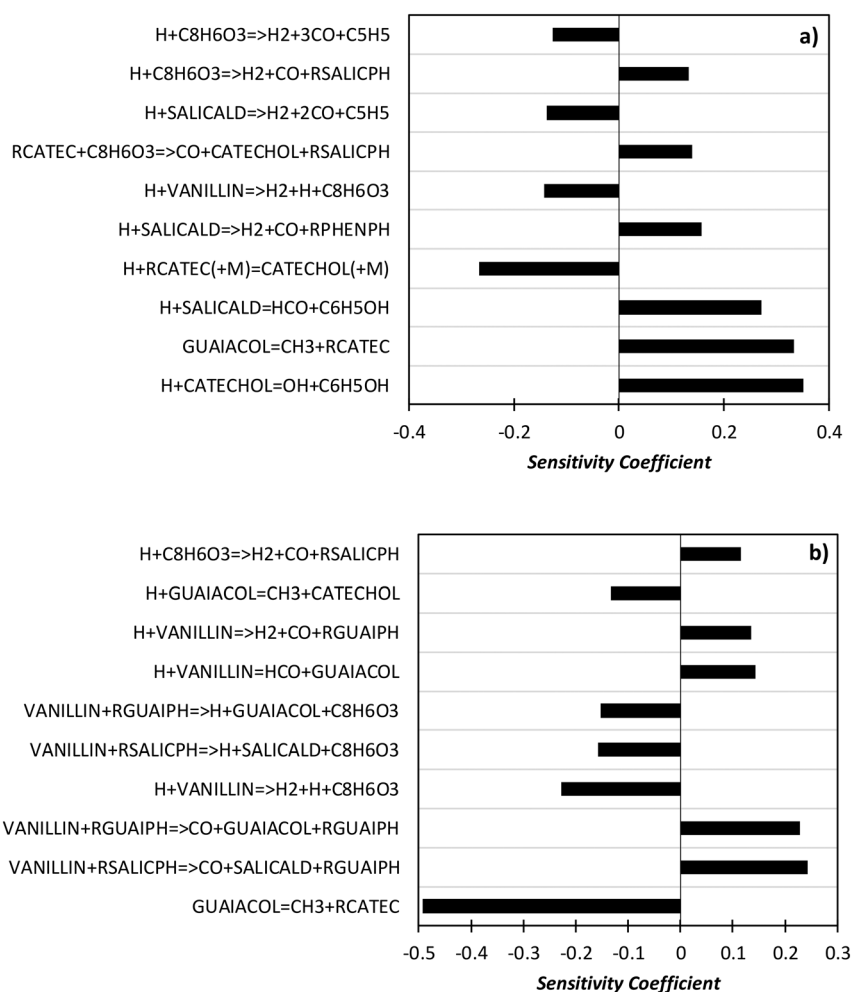 H+C8H6O3=>H2+3CO+C5H5
a)
H+C8H6O3=>H2+CO+RSALICPH
H+SALICALD=>H2+2CO+C5H5
RCATEC+C8H6O3=>CO+CATECHOL+RSALICPH
H+VANILLIN=>H2+H+C8H6O3
H+SALICALD=>H2+CO+RPHENPH
H+RCATEC(+M)=CATECHOL(+M)
H+SALICALD=HCO+C6H5OH
GUAIACOL=CH3+RCATEC
H+CATECHOL=OH+C6H5OH
-0.4 -0.2 0 0.2 0.4
Sensitivity Coefficient
H+C8H6O3=>H2+CO+RSALICPH
b)
H+GUAIACOL=CH3+CATECHOL
H+VANILLIN=>H2+CO+RGUAIPH
H+VANILLIN=HCO+GUAIACOL
VANILLIN+RGUAIPH=>H+GUAIACOL+C8H6O3
VANILLIN+RSALICPH=>H+SALICALD+C8H6O3
H+VANILLIN=>H2+H+C8H6O3
VANILLIN+RGUAIPH=>CO+GUAIACOL+RGUAIPH
VANILLIN+RSALICPH=>CO+SALICALD+RGUAIPH
GUAIACOL=CH3+RCATEC
-0.5 -0.4 -0.3 -0.2 -0.1 0 0.1 0.2 0.3
Sensitivity Coefficient